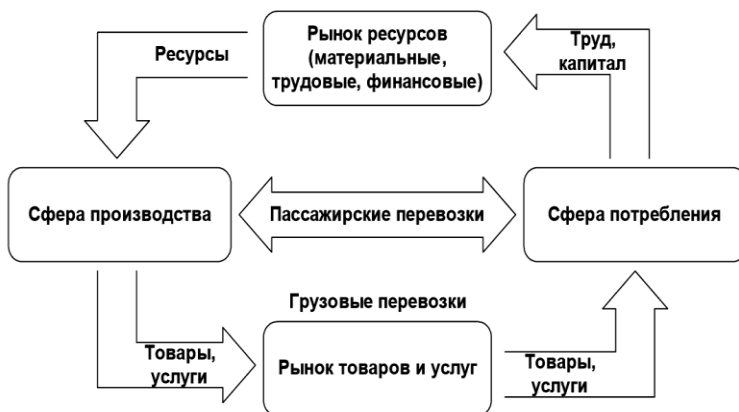 Рынок ресурсов
(материальные,
трудовые, финансовые)
Ресурсы
Труд,
капитал
Сфера производства
Пассажирские перевозки
Сфера потребления
Грузовые перевозки
Товары,
услуги
Рынок товаров и услуг
Товары,
услуги